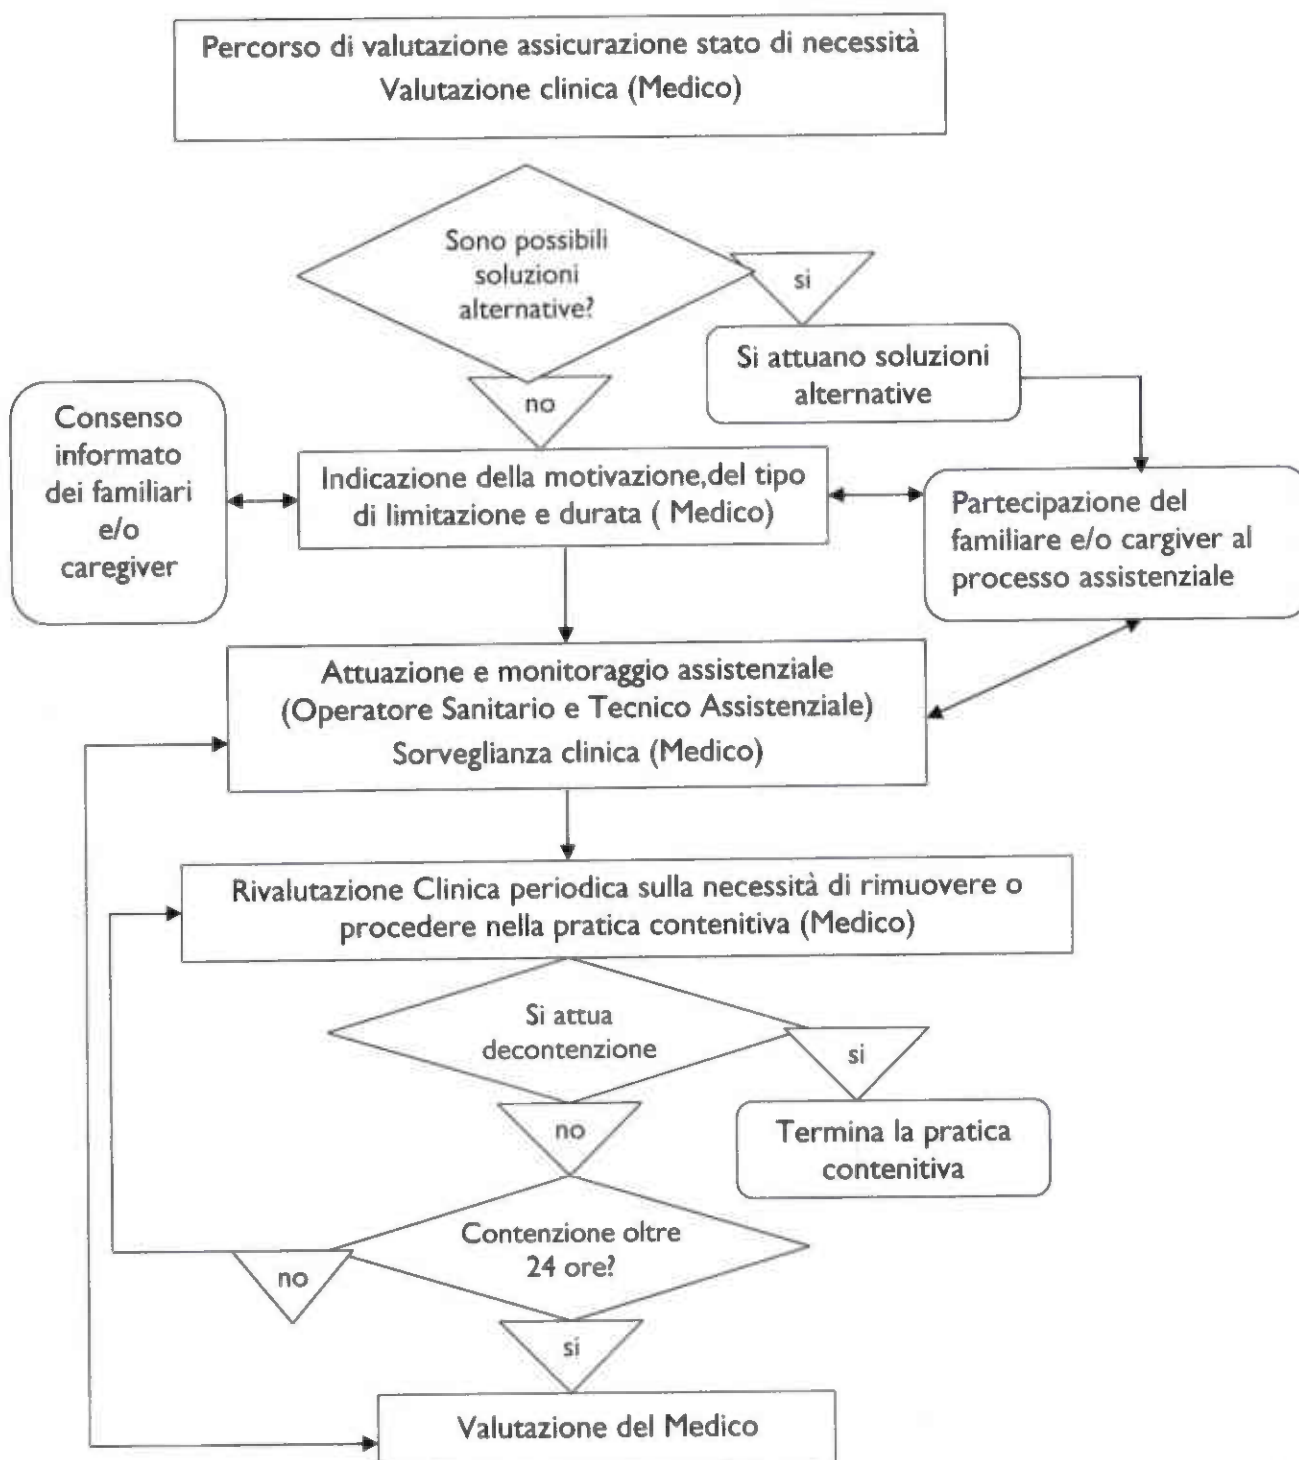 Percorso di valutazione assicurazione stato di necessità
Valutazione clinica (Medico)
Sono possibili
soluzioni
alternative?
si
Si attuano soluzioni
alternative
no
Consenso
informato
dei familiari
e/o
caregiver
Indicazione della motivazione,del tipo
di limitazione e durata ( Medico)
Partecipazione del
familiare e/o cargiver al
processo assistenziale
Attuazione e monitoraggio assistenziale
(Operatore Sanitario e Tecnico Assistenziale)
Sorveglianza clinica (Medico)
Rivalutazione Clinica periodica sulla necessità di rimuovere o
procedere nella pratica contenitiva (Medico)
Si attua
decontenzione
si
Termina la pratica
contenitiva
no
Contenzione oltre
24 ore?
no
sí
Valutazione del Medico